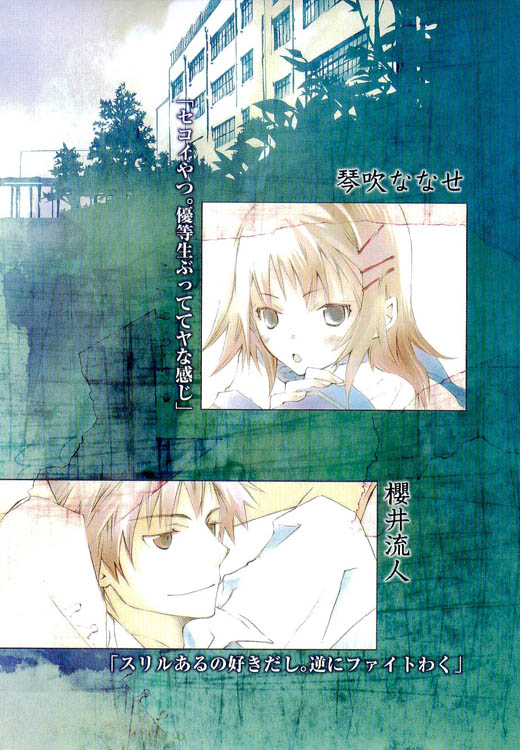 琴吹ななせ
「セコイやつ。優等生ぶっててヤな感じ」
櫻井流人
「スリルあるの好きだし。逆にファイトわく」